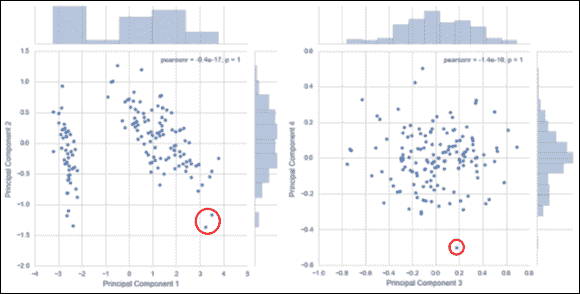 pearsonr = -9.4e-17; p = 1
Principal Component 2
1.5
1.0
0.5
0.0
-0.5
-1.0
-1.5
-4 -3 -2 -1 0 1 2 3 4 5
Principal Component 1
pearsonr = -1.4e-16; p = 1
Principal Component 4
0.6
0.4
0.2
0.0
-0.2
-0.4
-0.6
-1.0 -0.8 -0.6 -0.4 -0.2 0.0 0.2 0.4 0.6 0.8
Principal Component 3